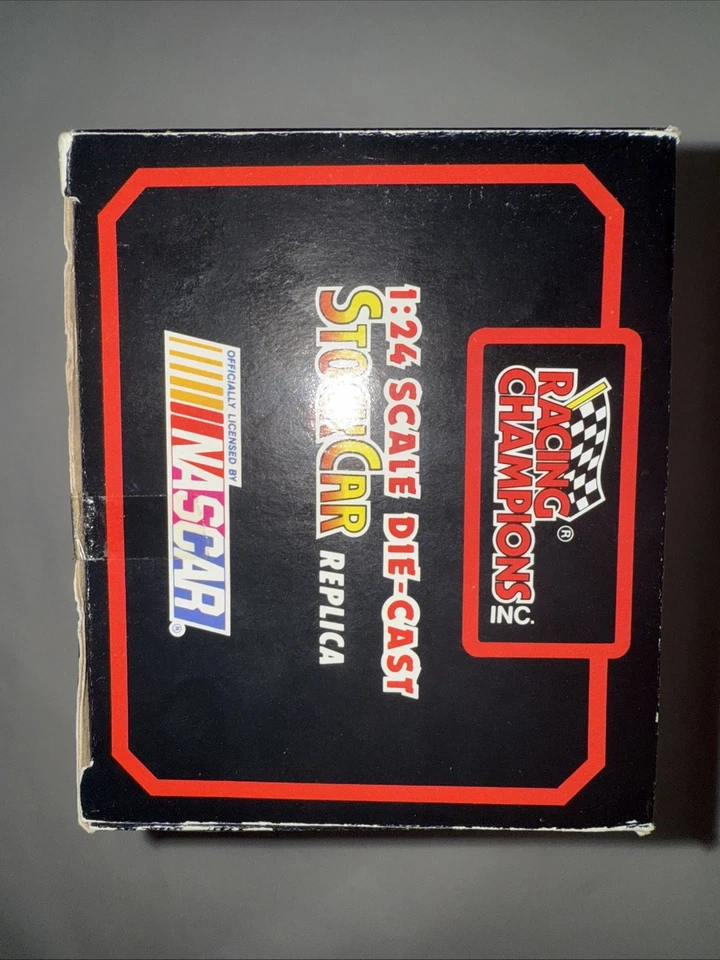 RACING
CHAMPIONS®
INC.
1:24 SCALE DIE-CAST
STOCK CAR REPLICA
OFFICIALLY LICENSED BY
NASCAR®